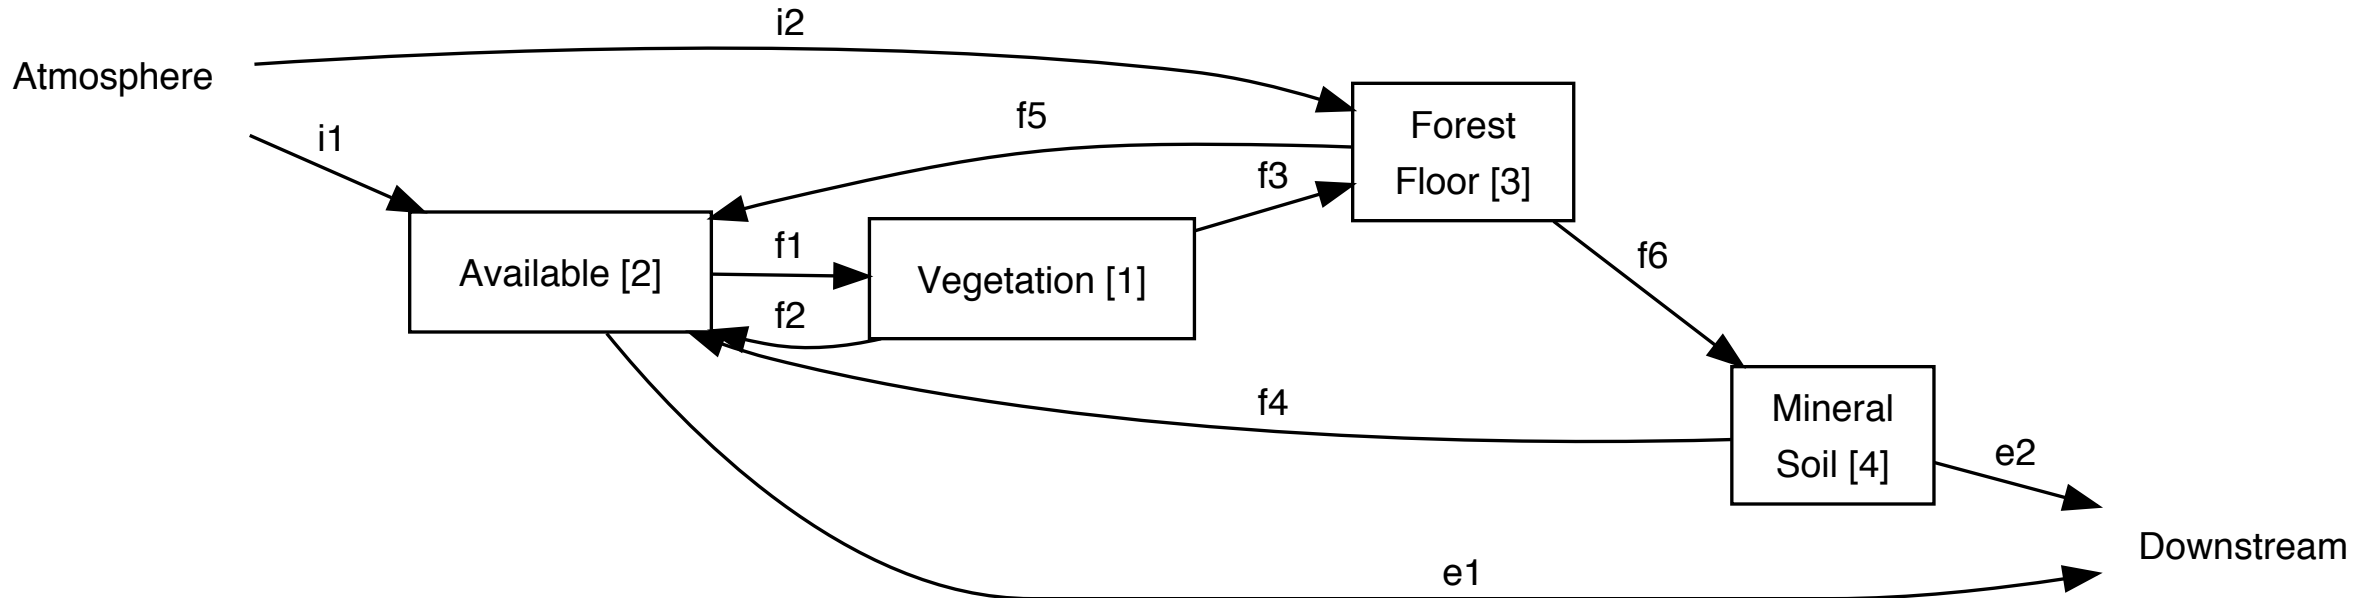 i2
Atmosphere
f5
i1
Forest
Floor [3]
f3
f1
Available [2]
Vegetation [1]
f6
f2
f4
Mineral
Soil [4]
e2
Downstream
e1